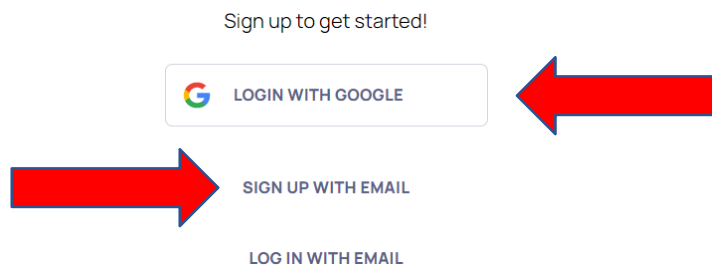 Sign up to get started!
LOGIN WITH GOOGLE
SIGN UP WITH EMAIL
LOG IN WITH EMAIL